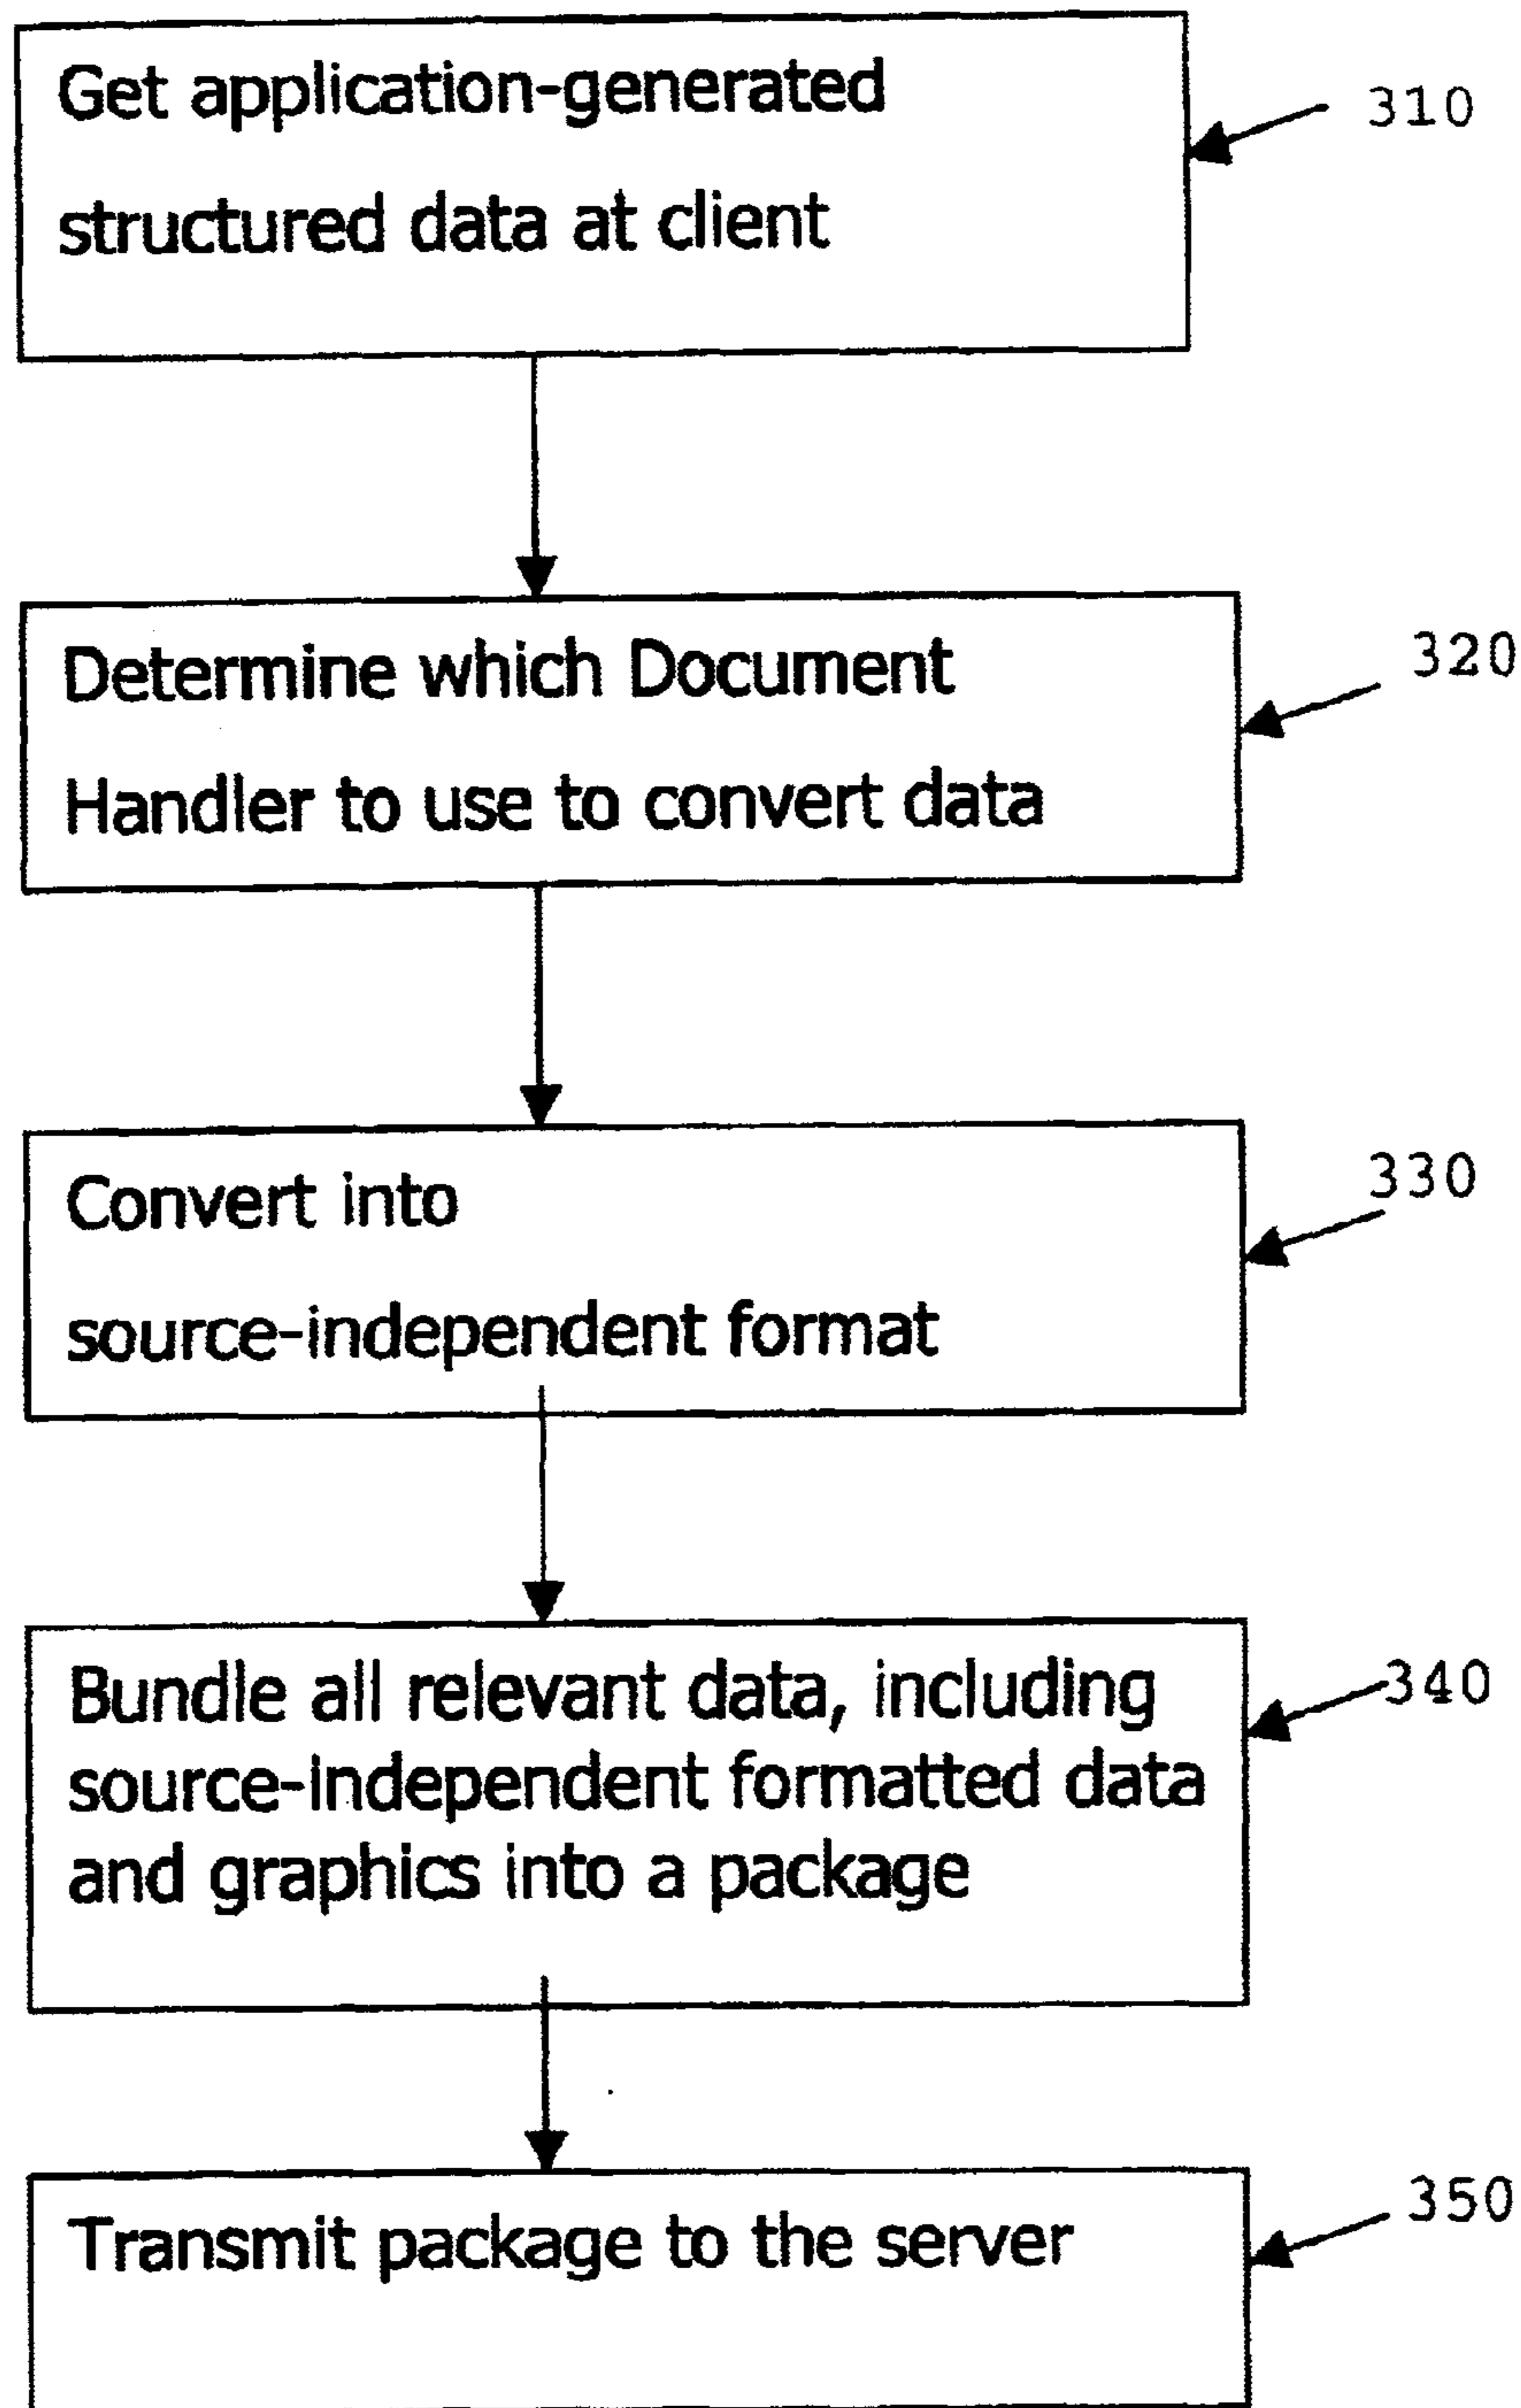 Get application-generated
structured data at client
310
Determine which Document
Handler to use to convert data
320
Convert into
source-independent format
330
Bundle all relevant data, including
source-independent formatted data
and graphics into a package
340
Transmit package to the server
350